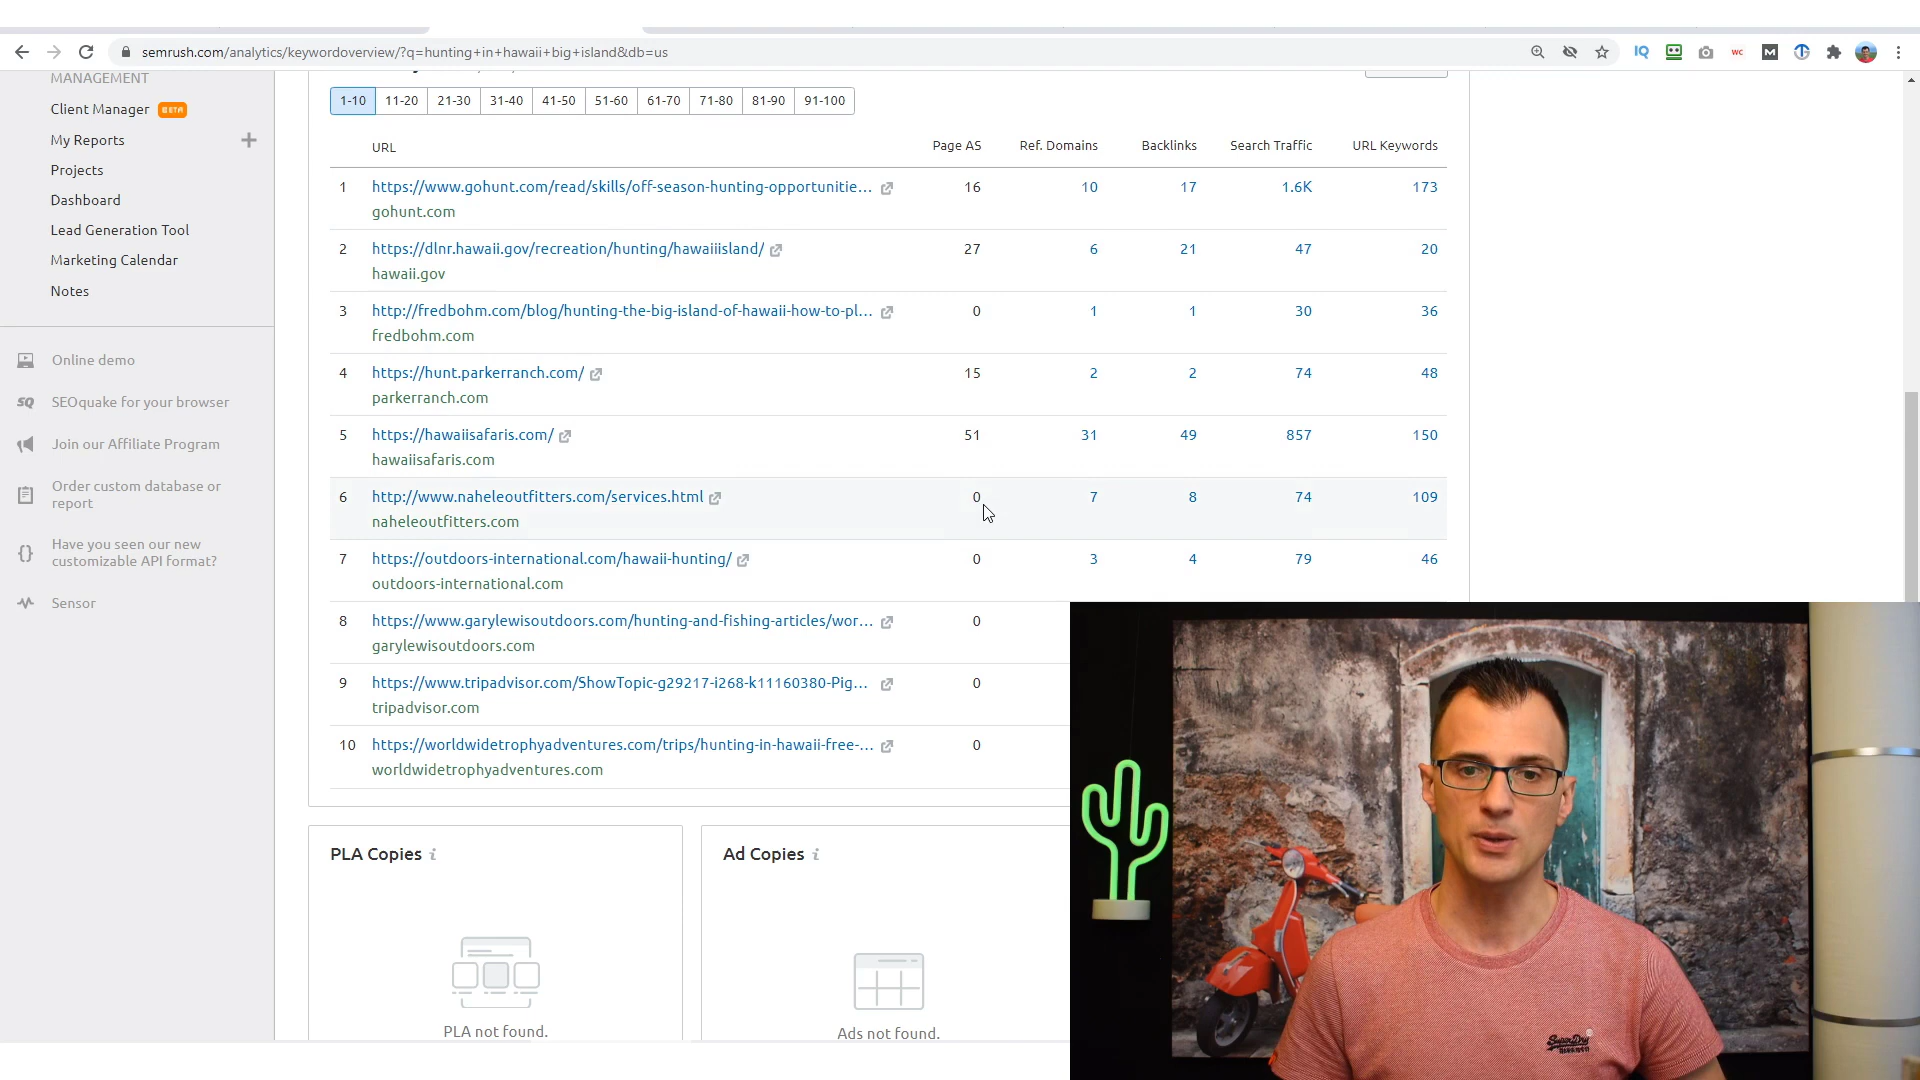 semrush.com/analytics/keywordoverview/?q=hunting+in+hawaii+big+island&db=us
IQ
WC
M
MANAGEMENT
Client Manager BETA
My Reports
Projects
Dashboard
Lead Generation Tool
Marketing Calendar
Notes
Online demo
SQ SEOquake for your browser
Join our Affiliate Program
Order custom database or
report
Have you seen our new
customizable API format?
Sensor
1-10 11-20 21-30 31-40 41-50 51-60 61-70 71-80 81-90 91-100
URL Page AS Ref. Domains Backlinks Search Traffic URL Keywords
1 https://www.gohunt.com/read/skills/off-season-hunting-opportunitie... 16 10 17 1.6K 173
gohunt.com
2 https://dlnr.hawaii.gov/recreation/hunting/hawaiiisland/ 27 6 21 47 20
hawaii.gov
3 http://fredbohm.com/blog/hunting-the-big-island-of-hawaii-how-to-pl... 0 1 1 30 36
fredbohm.com
4 https://hunt.parkerranch.com/ 15 2 2 74 48
parkerranch.com
5 https://hawaiisafaris.com/ 51 31 49 857 150
hawaiisafaris.com
6 http://www.naheleoutfitters.com/services.html 0 7 8 74 109
naheleoutfitters.com
7 https://outdoors-international.com/hawaii-hunting/ 0 3 4 79 46
outdoors-international.com
8 https://www.garylewisoutdoors.com/hunting-and-fishing-articles/wor... 0
garylewisoutdoors.com
9 https://www.tripadvisor.com/ShowTopic-g29217-i268-k11160380-Pig... 0
tripadvisor.com
10 https://worldwidetrophyadventures.com/trips/hunting-in-hawaii-free-... 0
worldwidetrophyadventures.com
PLA Copies i
PLA not found.
Ad Copies i
Ads not found.